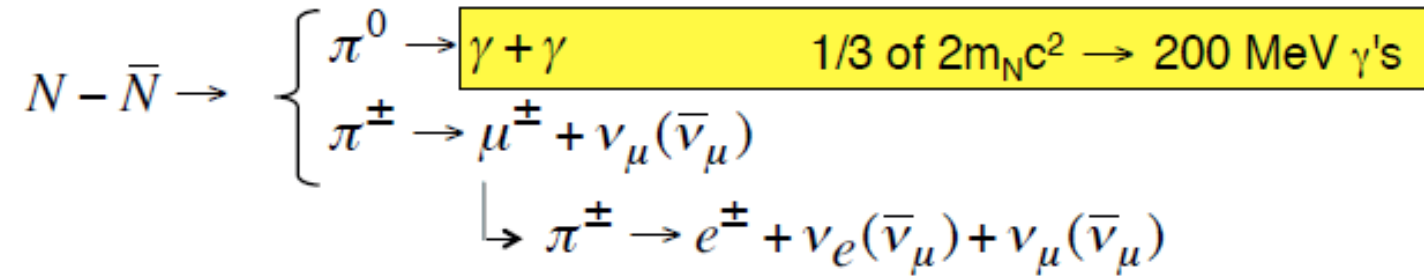 π⁰ → γ + γ 1/3 of 2m_Nc² → 200 MeV γ's
N – N̅ → {
π^± → μ^± + ν_μ(ν̅_μ)
↳ π^± → e^± + ν_e(ν̅_μ) + ν_μ(ν̅_μ)